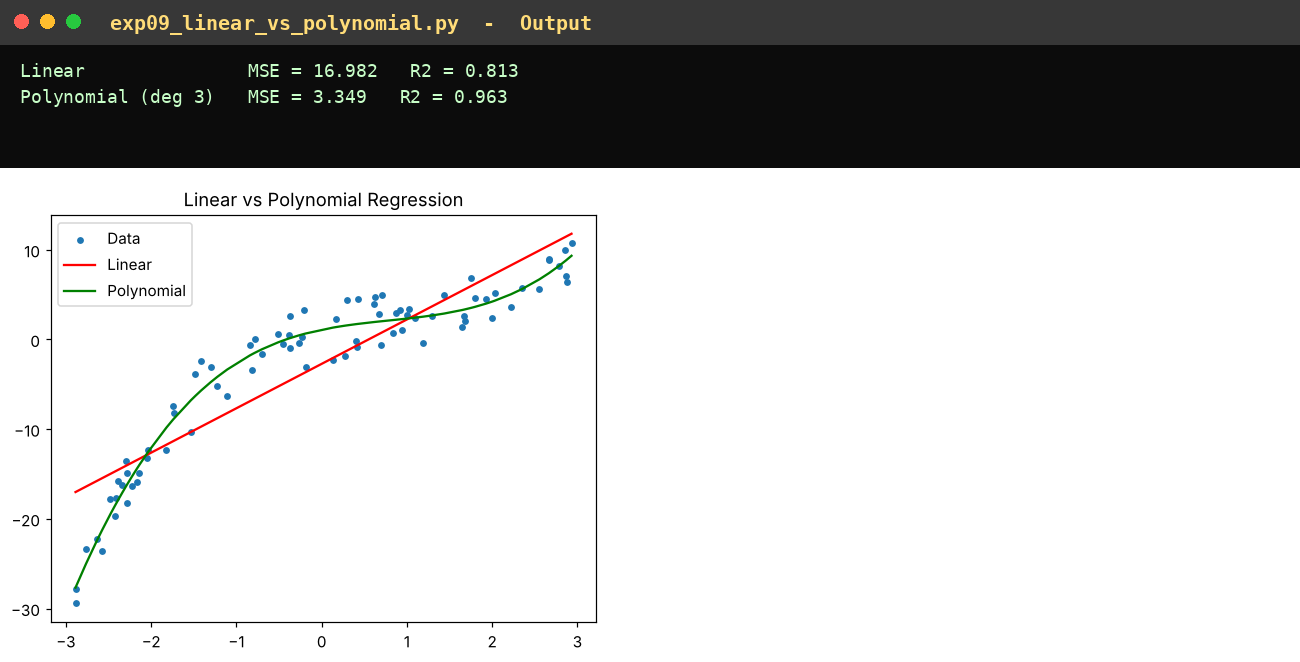 exp09_linear_vs_polynomial.py  -  Output
Linear               MSE = 16.982   R2 = 0.813
Polynomial (deg 3)   MSE = 3.349   R2 = 0.963
Linear vs Polynomial Regression
Data
Linear
Polynomial
10
0
−10
−20
−30
−3 −2 −1 0 1 2 3